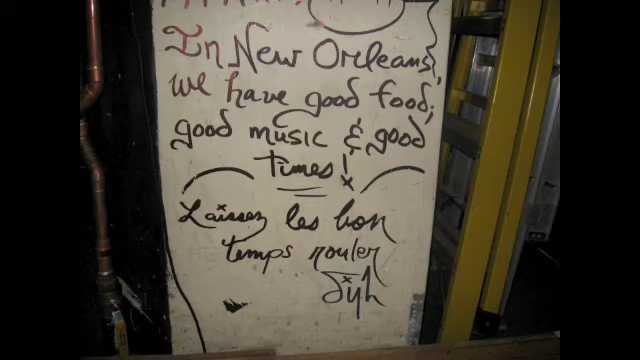 In New Orleans,
we have good food,
good music & good
times!
Laissez les bon
temps rouler